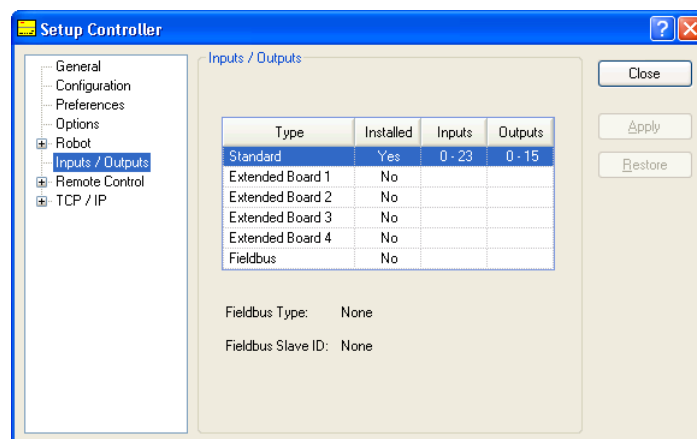 Setup Controller
General
Configuration
Preferences
Options
Robot
Inputs / Outputs
Remote Control
TCP / IP
Inputs / Outputs
Type Installed Inputs Outputs
Standard Yes 0 - 23 0 - 15
Extended Board 1 No
Extended Board 2 No
Extended Board 3 No
Extended Board 4 No
Fieldbus No
Fieldbus Type: None
Fieldbus Slave ID: None
Close
Apply
Restore